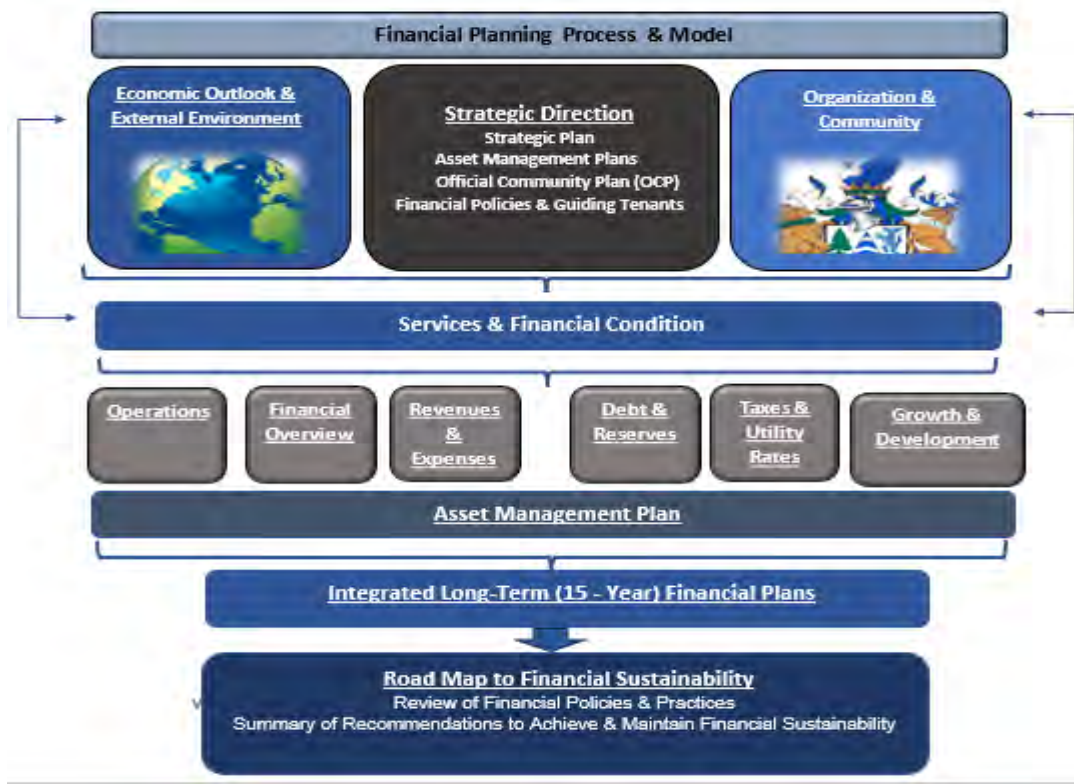 Financial Planning Process & Model
Economic Outlook &
External Environment
Strategic Direction
Strategic Plan
Asset Management Plans
Official Community Plan (OCP)
Financial Policies & Guiding Tenants
Organization &
Community
Services & Financial Condition
Operations
Financial
Overview
Revenues
&
Expenses
Debt &
Reserves
Taxes &
Utility
Rates
Growth &
Development
Asset Management Plan
Integrated Long-Term (15 - Year) Financial Plans
Road Map to Financial Sustainability
Review of Financial Policies & Practices
Summary of Recommendations to Achieve & Maintain Financial Sustainability